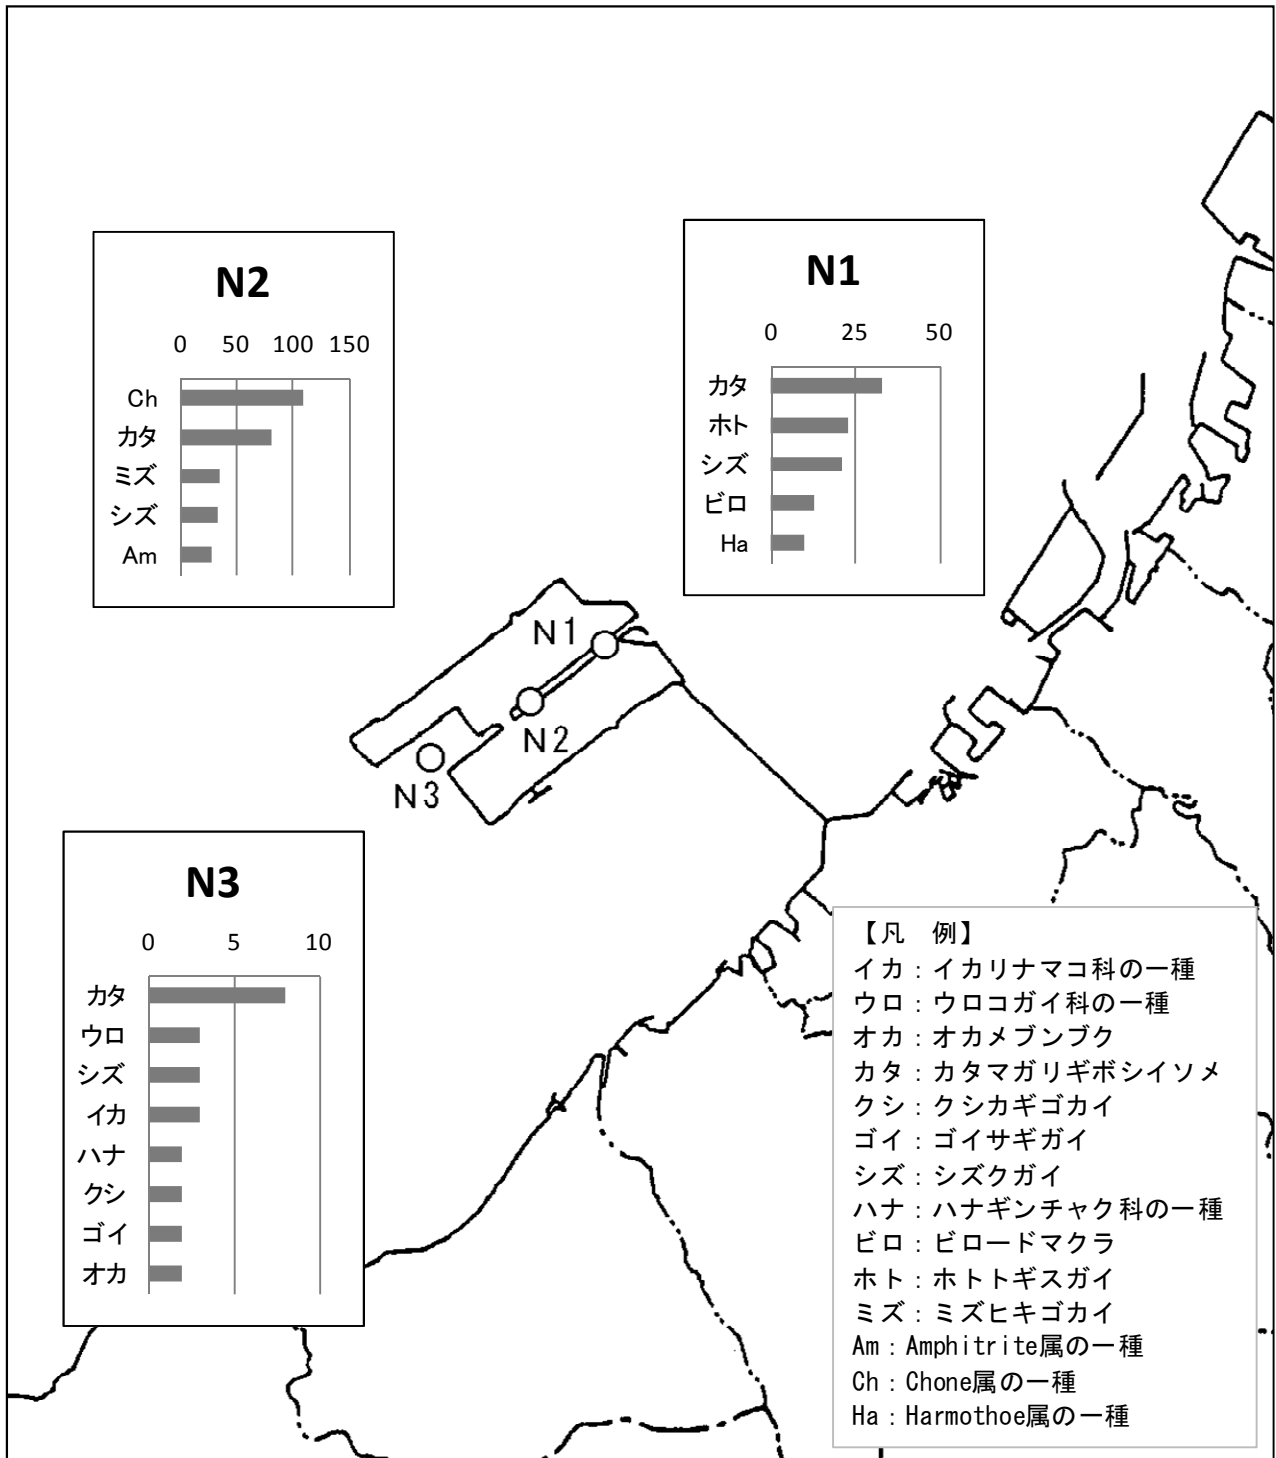 N2
0 50 100 150
Ch
カタ
ミズ
シズ
Am
N1
0 25 50
カタ
ホト
シズ
ビロ
Ha
N1
N2
N3
N3
0 5 10
カタ
ウロ
シズ
イカ
ハナ
クシ
ゴイ
オカ
【凡　例】
イカ：イカリナマコ科の一種
ウロ：ウロコガイ科の一種
オカ：オカメブンブク
カタ：カタマガリギボシイソメ
クシ：クシカギゴカイ
ゴイ：ゴイサギガイ
シズ：シズクガイ
ハナ：ハナギンチャク科の一種
ビロ：ビロードマクラ
ホト：ホトトギスガイ
ミズ：ミズヒキゴカイ
Am：Amphitrite属の一種
Ch：Chone属の一種
Ha：Harmothoe属の一種